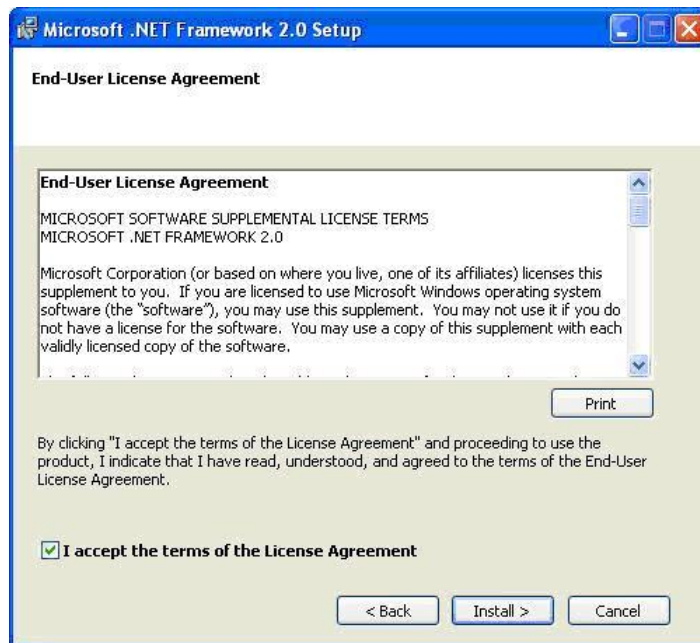 Microsoft .NET Framework 2.0 Setup
End-User License Agreement
End-User License Agreement
MICROSOFT SOFTWARE SUPPLEMENTAL LICENSE TERMS
MICROSOFT .NET FRAMEWORK 2.0
Microsoft Corporation (or based on where you live, one of its affiliates) licenses this
supplement to you.  If you are licensed to use Microsoft Windows operating system
software (the “software”), you may use this supplement.  You may not use it if you do
not have a license for the software.  You may use a copy of this supplement with each
validly licensed copy of the software.
Print
By clicking "I accept the terms of the License Agreement" and proceeding to use the
product, I indicate that I have read, understood, and agreed to the terms of the End-User
License Agreement.
I accept the terms of the License Agreement
< Back Install > Cancel